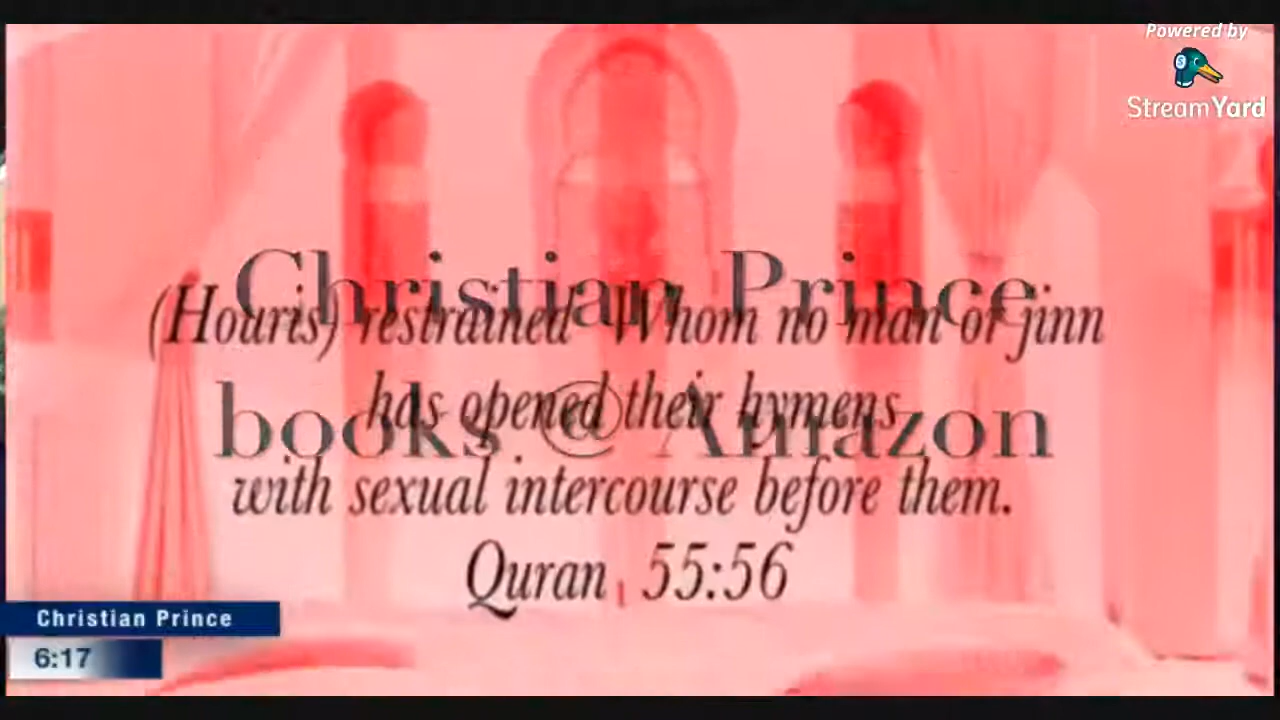 Powered by
StreamYard
Christian Prince
(Houris) restrained Whom no man or jinn
books @ Amazon
has opened their hymens
with sexual intercourse before them.
Quran 55:56
Christian Prince
6:17